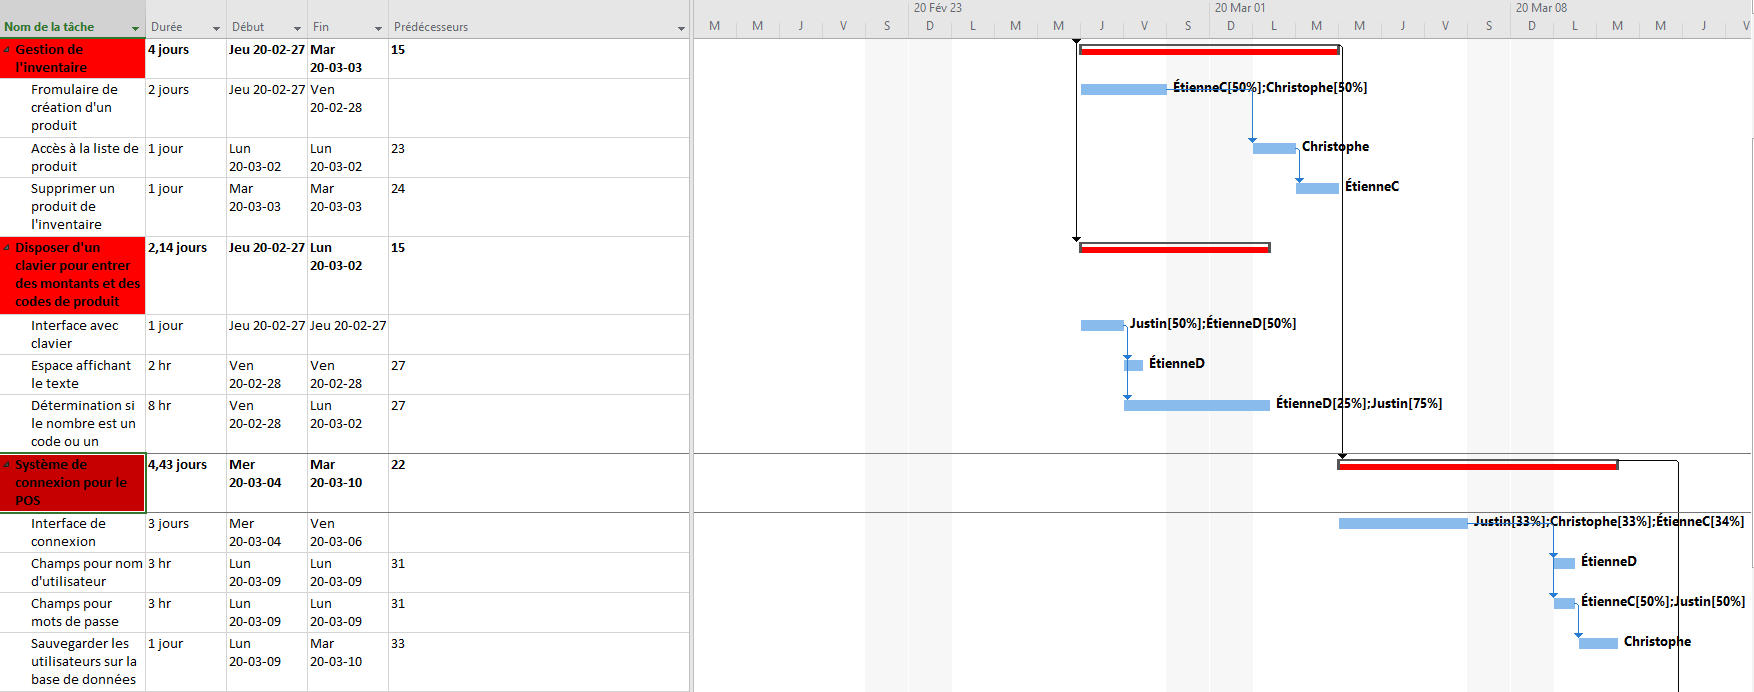 20 Fév 23 20 Mar 01 20 Mar 08
Nom de la tâche Durée Début Fin Prédécesseurs M M J V S D L M M J V S D L M M J V S D L M M J V
Gestion de 4 jours Jeu 20-02-27 Mar 15
l'inventaire 20-03-03
Fromulaire de 2 jours Jeu 20-02-27 Ven ÉtienneC[50%];Christophe[50%]
création d'un 20-02-28
produit
Accès à la liste de 1 jour Lun Lun 23 Christophe
produit 20-03-02 20-03-02
Supprimer un 1 jour Mar Mar 24 ÉtienneC
produit de 20-03-03 20-03-03
l'inventaire
Disposer d'un 2,14 jours Jeu 20-02-27 Lun 15
clavier pour entrer 20-03-02
des montants et des
codes de produit
Interface avec 1 jour Jeu 20-02-27 Jeu 20-02-27 Justin[50%];ÉtienneD[50%]
clavier
Espace affichant 2 hr Ven Ven 27 ÉtienneD
le texte 20-02-28 20-02-28
Détermination si 8 hr Ven Lun 27 ÉtienneD[25%];Justin[75%]
le nombre est un 20-02-28 20-03-02
code ou un
Système de 4,43 jours Mer Mar 22
connexion pour le 20-03-04 20-03-10
POS
Interface de 3 jours Mer Ven Justin[33%];Christophe[33%];ÉtienneC[34%]
connexion 20-03-04 20-03-06
Champs pour nom 3 hr Lun Lun 31 ÉtienneD
d'utilisateur 20-03-09 20-03-09
Champs pour 3 hr Lun Lun 31 ÉtienneC[50%];Justin[50%]
mots de passe 20-03-09 20-03-09
Sauvegarder les 1 jour Lun Mar 33 Christophe
utilisateurs sur la 20-03-09 20-03-10
base de données